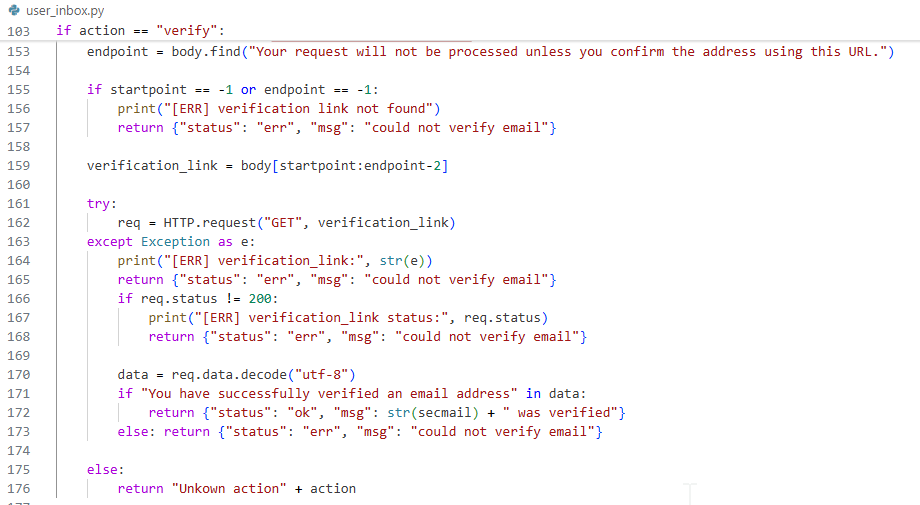 user_inbox.py
103 if action == "verify":
153 endpoint = body.find("Your request will not be processed unless you confirm the address using this URL.")
154
155 if startpoint == -1 or endpoint == -1:
156 print("[ERR] verification link not found")
157 return {"status": "err", "msg": "could not verify email"}
158
159 verification_link = body[startpoint:endpoint-2]
160
161 try:
162 req = HTTP.request("GET", verification_link)
163 except Exception as e:
164 print("[ERR] verification_link:", str(e))
165 return {"status": "err", "msg": "could not verify email"}
166 if req.status != 200:
167 print("[ERR] verification_link status:", req.status)
168 return {"status": "err", "msg": "could not verify email"}
169
170 data = req.data.decode("utf-8")
171 if "You have successfully verified an email address" in data:
172 return {"status": "ok", "msg": str(secmail) + " was verified"}
173 else: return {"status": "err", "msg": "could not verify email"}
174
175 else:
176 return "Unkown action" + action